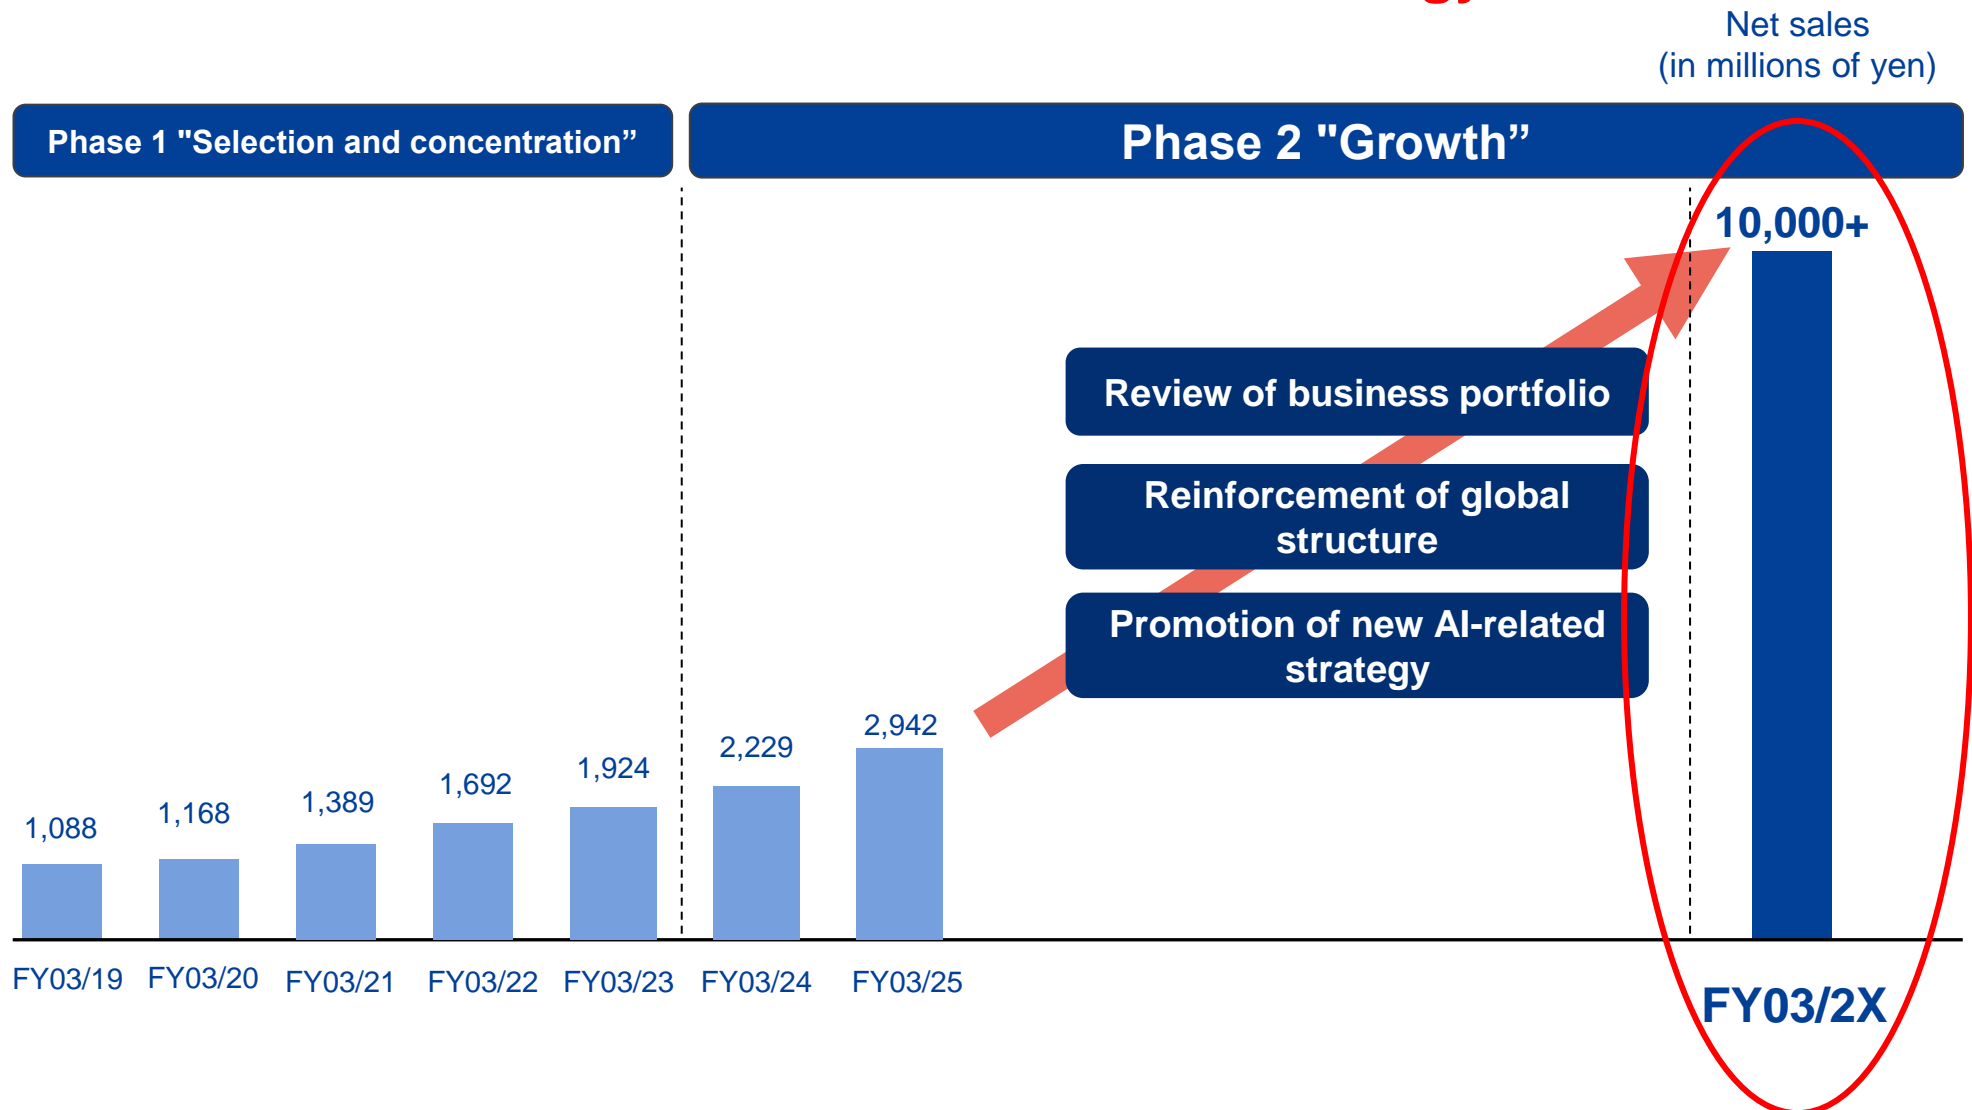 Net sales
(in millions of yen)
Phase 1 "Selection and concentration”
Phase 2 "Growth”
10,000+
Review of business portfolio
Reinforcement of global
structure
Promotion of new AI-related
strategy
1,088
1,168
1,389
1,692
1,924
2,229
2,942
FY03/19
FY03/20
FY03/21
FY03/22
FY03/23
FY03/24
FY03/25
FY03/2X